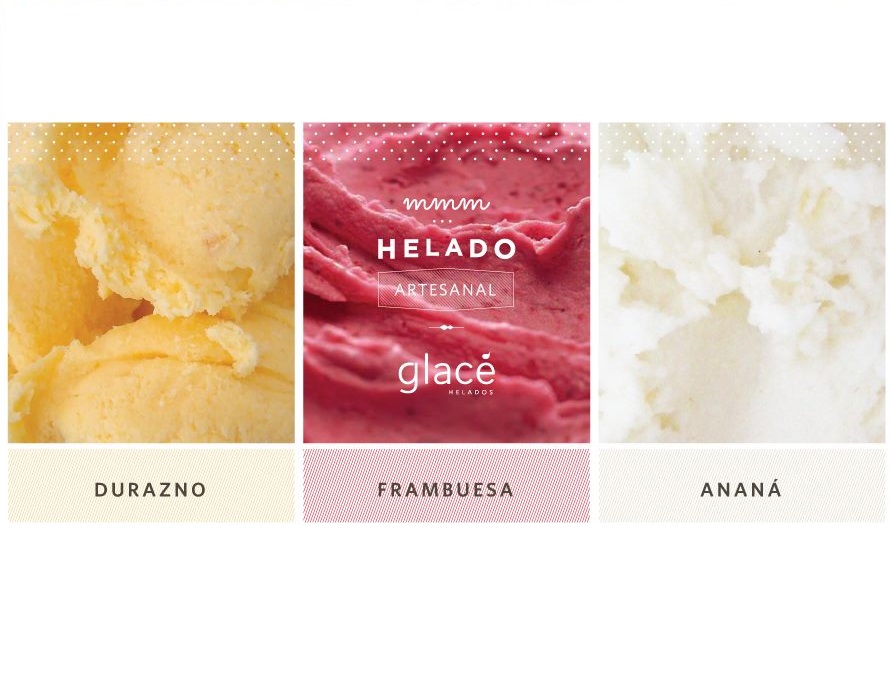 mmm
HELADO
ARTESANAL
glacé
HELADOS
DURAZNO
FRAMBUESA
ANANÁ